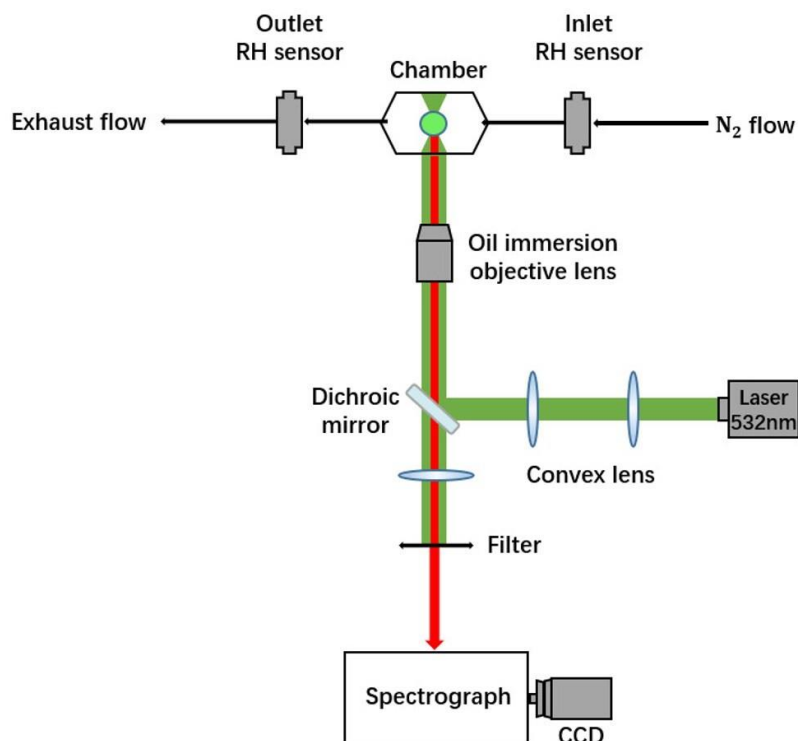 Outlet
RH sensor
Chamber
Inlet
RH sensor
Exhaust flow
N₂ flow
Oil immersion
objective lens
Dichroic
mirror
Laser
532nm
Convex lens
Filter
Spectrograph
CCD